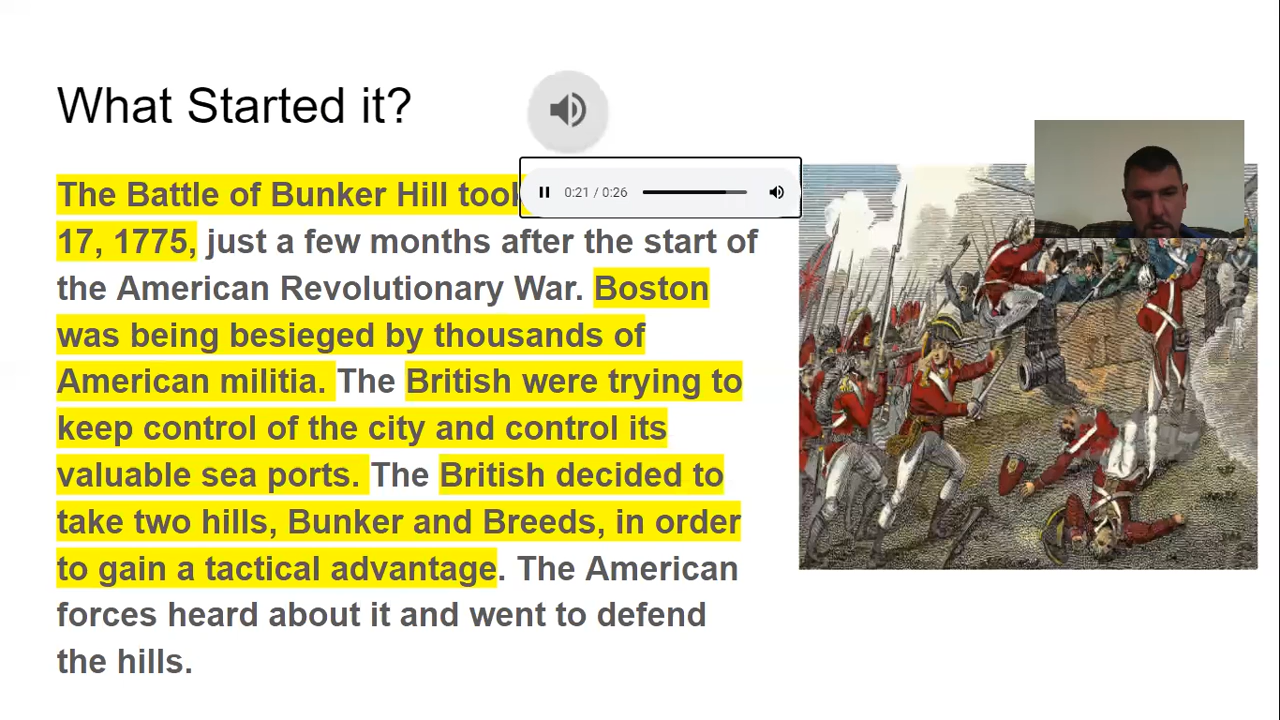 What Started it?
0:21 / 0:26
The Battle of Bunker Hill took
17, 1775, just a few months after the start of
the American Revolutionary War. Boston
was being besieged by thousands of
American militia. The British were trying to
keep control of the city and control its
valuable sea ports. The British decided to
take two hills, Bunker and Breeds, in order
to gain a tactical advantage. The American
forces heard about it and went to defend
the hills.